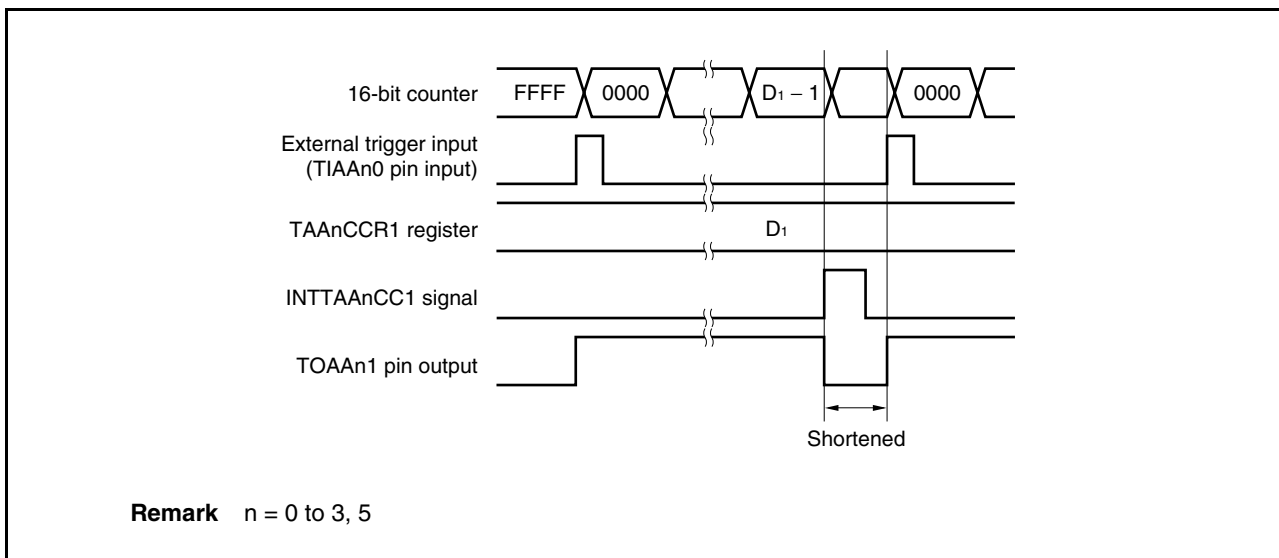 16-bit counter FFFF 0000 D1 – 1 0000
External trigger input
(TIAAn0 pin input)
TAAnCCR1 register D1
INTTAAnCC1 signal
TOAAn1 pin output
Shortened
Remark n = 0 to 3, 5